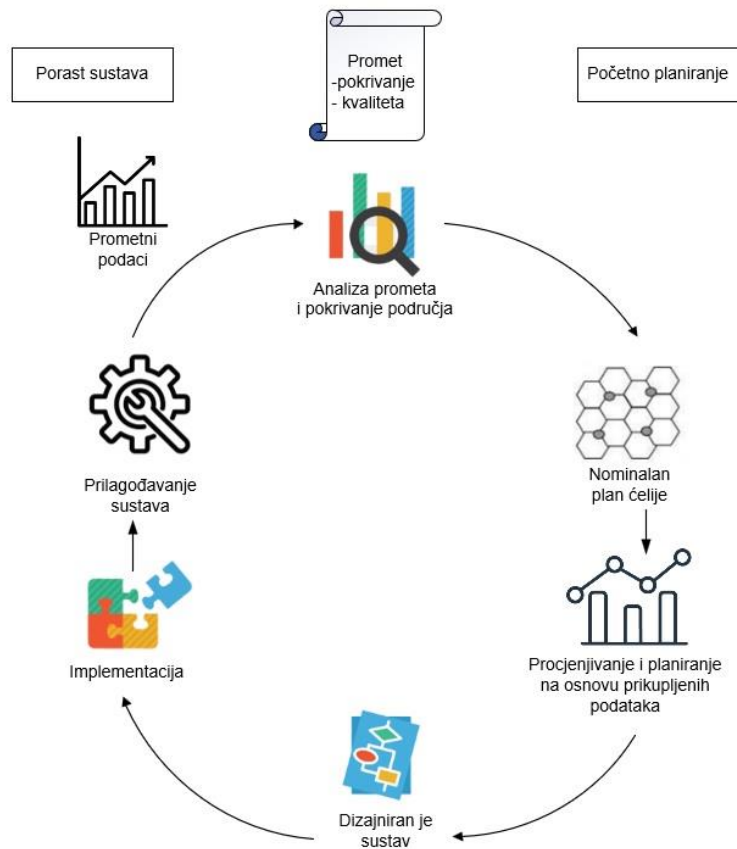 Porast sustava
Promet
-pokrivanje
- kvaliteta
Početno planiranje
Prometni
podaci
Analiza prometa
i pokrivanje područja
Prilagođavanje
sustava
Nominalan
plan ćelije
Implementacija
Procjenjivanje i planiranje
na osnovu prikupljenih
podataka
Dizajniran je
sustav